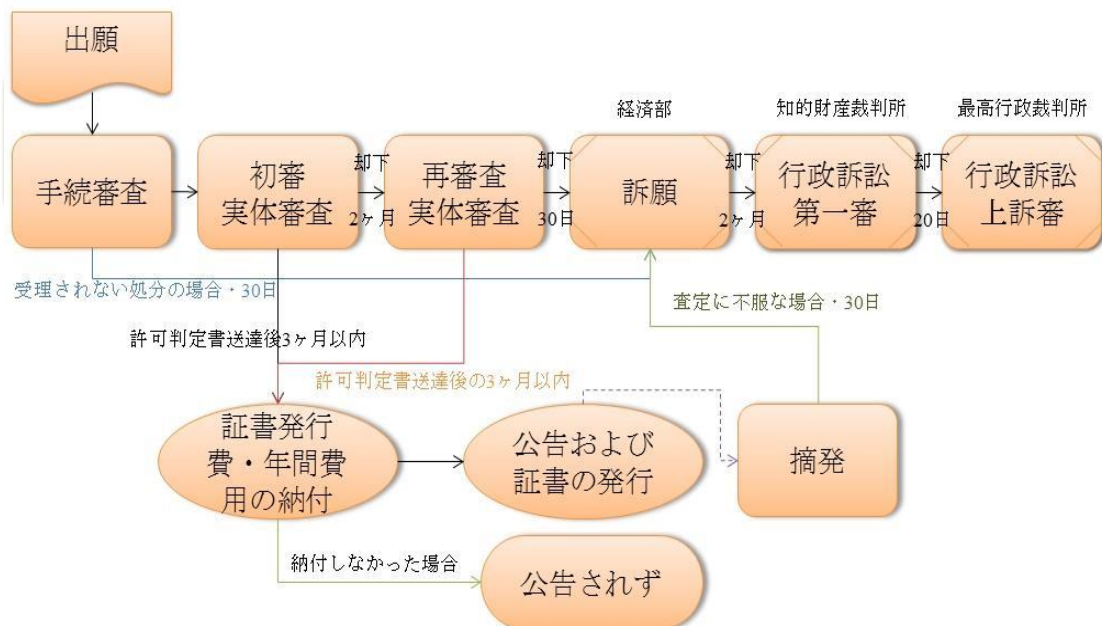 出願
経済部
知的財産裁判所
最高行政裁判所
手続審査
初審
実体審査
却下
2ヶ月
再審査
実体審査
却下
30日
訴願
却下
2ヶ月
行政訴訟
第一審
却下
20日
行政訴訟
上訴審
受理されない処分の場合・30日
査定に不服な場合・30日
許可判定書送達後3ヶ月以内
許可判定書送達後の3ヶ月以内
証書発行
費・年間費
用の納付
公告および
証書の発行
摘発
納付しなかった場合
公告されず